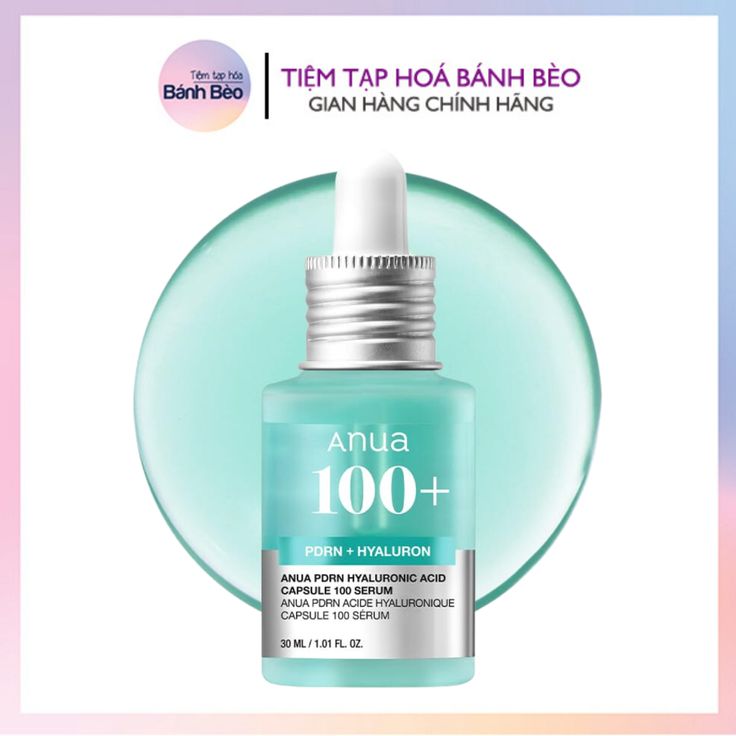 Tiệm tạp hóa
Bánh Bèo
TIỆM TẠP HOÁ BÁNH BÈO
GIAN HÀNG CHÍNH HÃNG
Anua
100+
PDRN + HYALURON
ANUA PDRN HYALURONIC ACID
CAPSULE 100 SERUM
ANUA PDRN ACIDE HYALURONIQUE
CAPSULE 100 SÉRUM
30 ML / 1.01 FL. OZ.